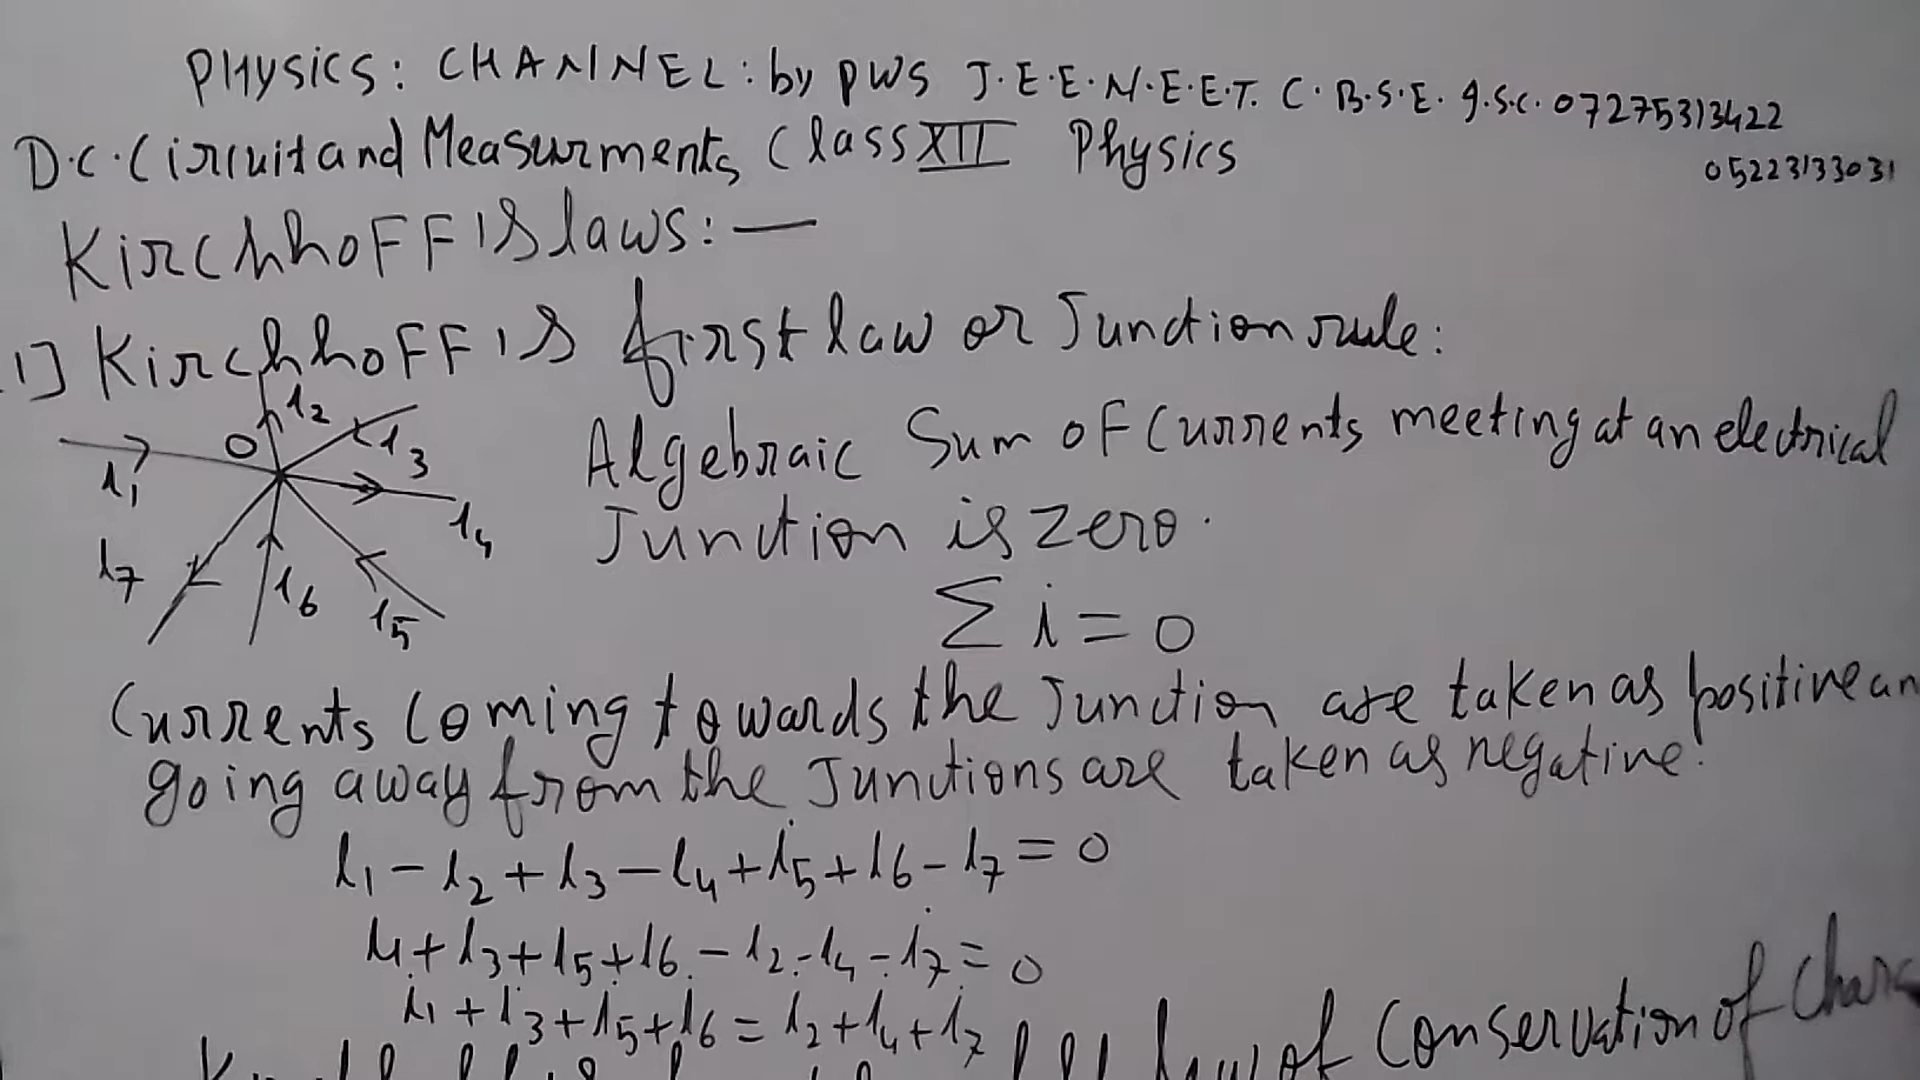 PHYSICS: CHANNEL: by PWS J.E.E.N.E.E.T. C.B.S.E. I.S.C. 07275313422
05223133031
D.C. Circuit and Measurments, Class XII Physics
KirchhoFF's laws:—
1] KirchhoFF's first law or Junction rule:
i1 i2 i3 i4 i5 i6 i7 O
Algebraic Sum of Currents meeting at an electrical
Junction is zero.
Σ i = 0
Currents coming towards the Junction are taken as positive an
going away from the Junctions are taken as negative.
i1 - i2 + i3 - i4 + i5 + i6 - i7 = 0
i1 + i3 + i5 + i6 - i2 - i4 - i7 = 0
i1 + i3 + i5 + i6 = i2 + i4 + i7
law of Conservation of Charg